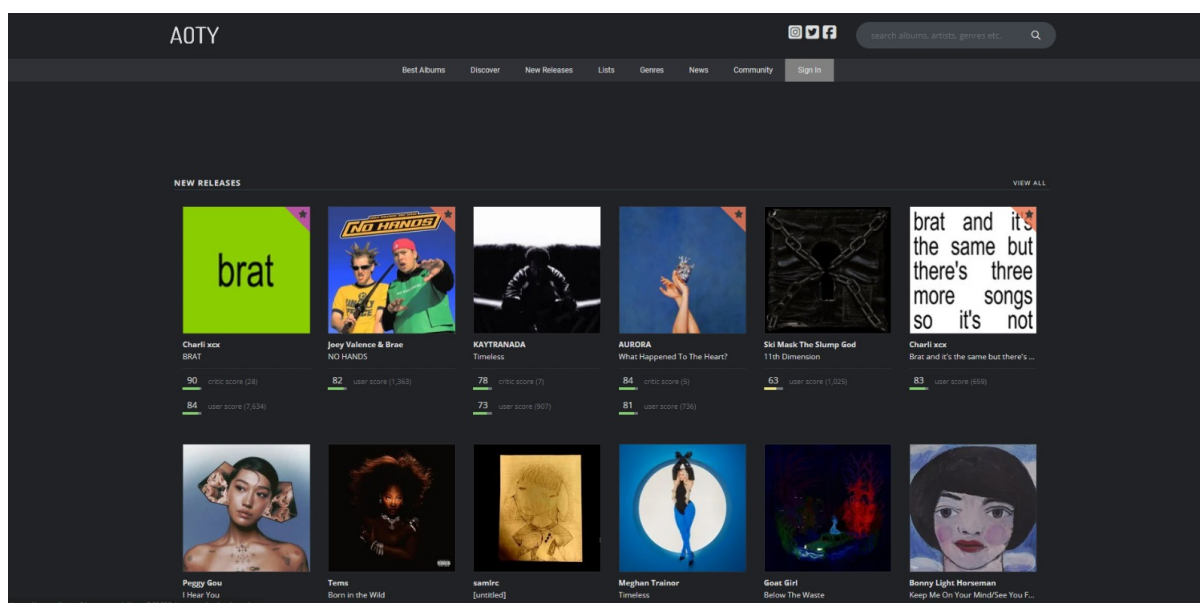 AOTY
search albums, artists, genres etc.
Best Albums Discover New Releases Lists Genres News Community Sign In
NEW RELEASES VIEW ALL
brat
NO HANDS
brat and it's
the same but
there's three
more songs
so it's not
Charli xcx
BRAT
90 critic score (28)
84 user score (7,634)
Joey Valence & Brae
NO HANDS
82 user score (1,363)
KAYTRANADA
Timeless
78 critic score (7)
73 user score (907)
AURORA
What Happened To The Heart?
84 critic score (5)
81 user score (736)
Ski Mask The Slump God
11th Dimension
63 user score (1,025)
Charli xcx
Brat and it's the same but there's ...
83 user score (659)
Peggy Gou
I Hear You
Tems
Born in the Wild
samlrc
[untitled]
Meghan Trainor
Timeless
Goat Girl
Below The Waste
Bonny Light Horseman
Keep Me On Your Mind/See You F...